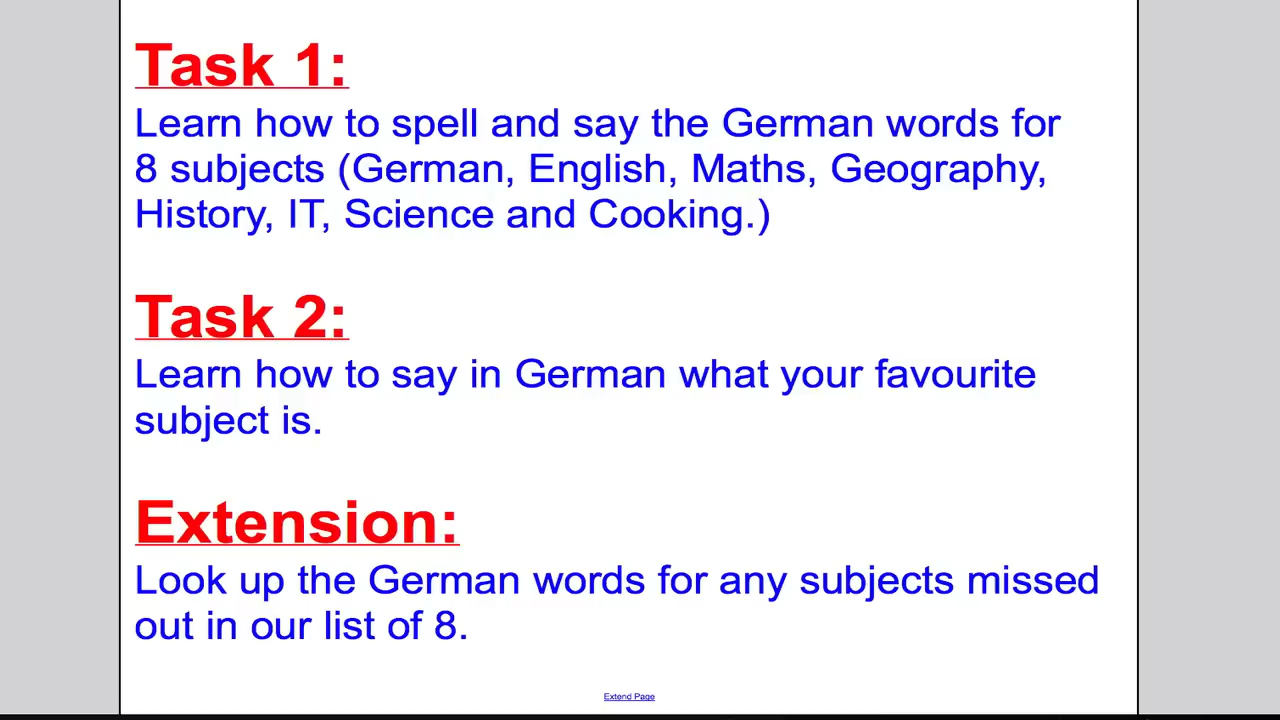 Task 1:
Learn how to spell and say the German words for
8 subjects (German, English, Maths, Geography,
History, IT, Science and Cooking.)
Task 2:
Learn how to say in German what your favourite
subject is.
Extension:
Look up the German words for any subjects missed
out in our list of 8.
Extend Page